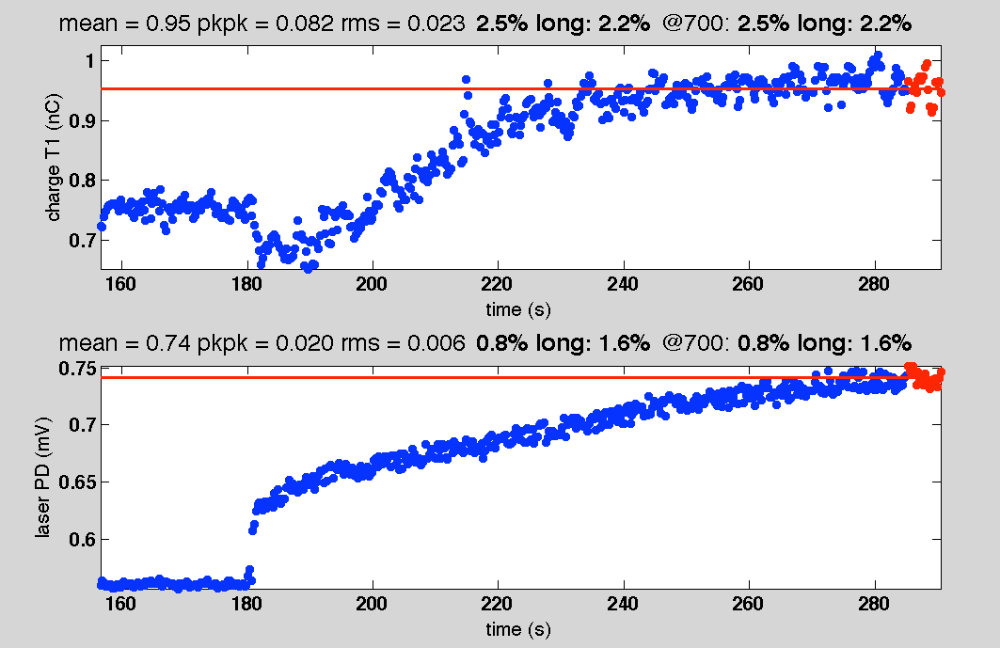 mean = 0.95 pkpk = 0.082 rms = 0.023 2.5% long: 2.2% @700: 2.5% long: 2.2%
1
0.9
0.8
0.7
charge T1 (nC)
160 180 200 220 240 260 280
time (s)
mean = 0.74 pkpk = 0.020 rms = 0.006 0.8% long: 1.6% @700: 0.8% long: 1.6%
0.75
0.7
0.65
0.6
laser PD (mV)
160 180 200 220 240 260 280
time (s)